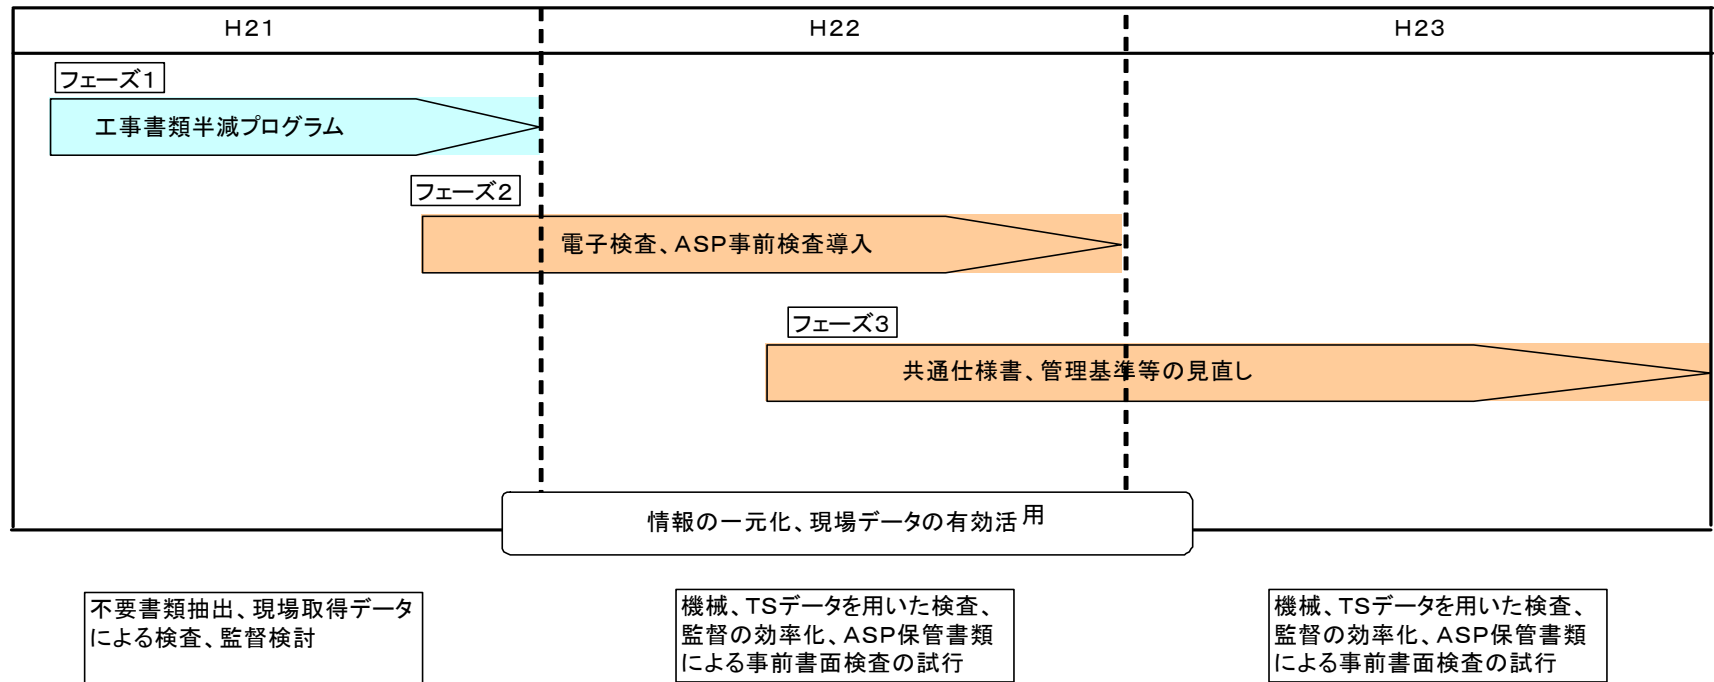 H21
H22
H23
フェーズ1
工事書類半減プログラム
フェーズ2
電子検査、ASP事前検査導入
フェーズ3
共通仕様書、管理基準等の見直し
情報の一元化、現場データの有効活用
不要書類抽出、現場取得データ
による検査、監督検討
機械、TSデータを用いた検査、
監督の効率化、ASP保管書類
による事前書面検査の試行
機械、TSデータを用いた検査、
監督の効率化、ASP保管書類
による事前書面検査の試行